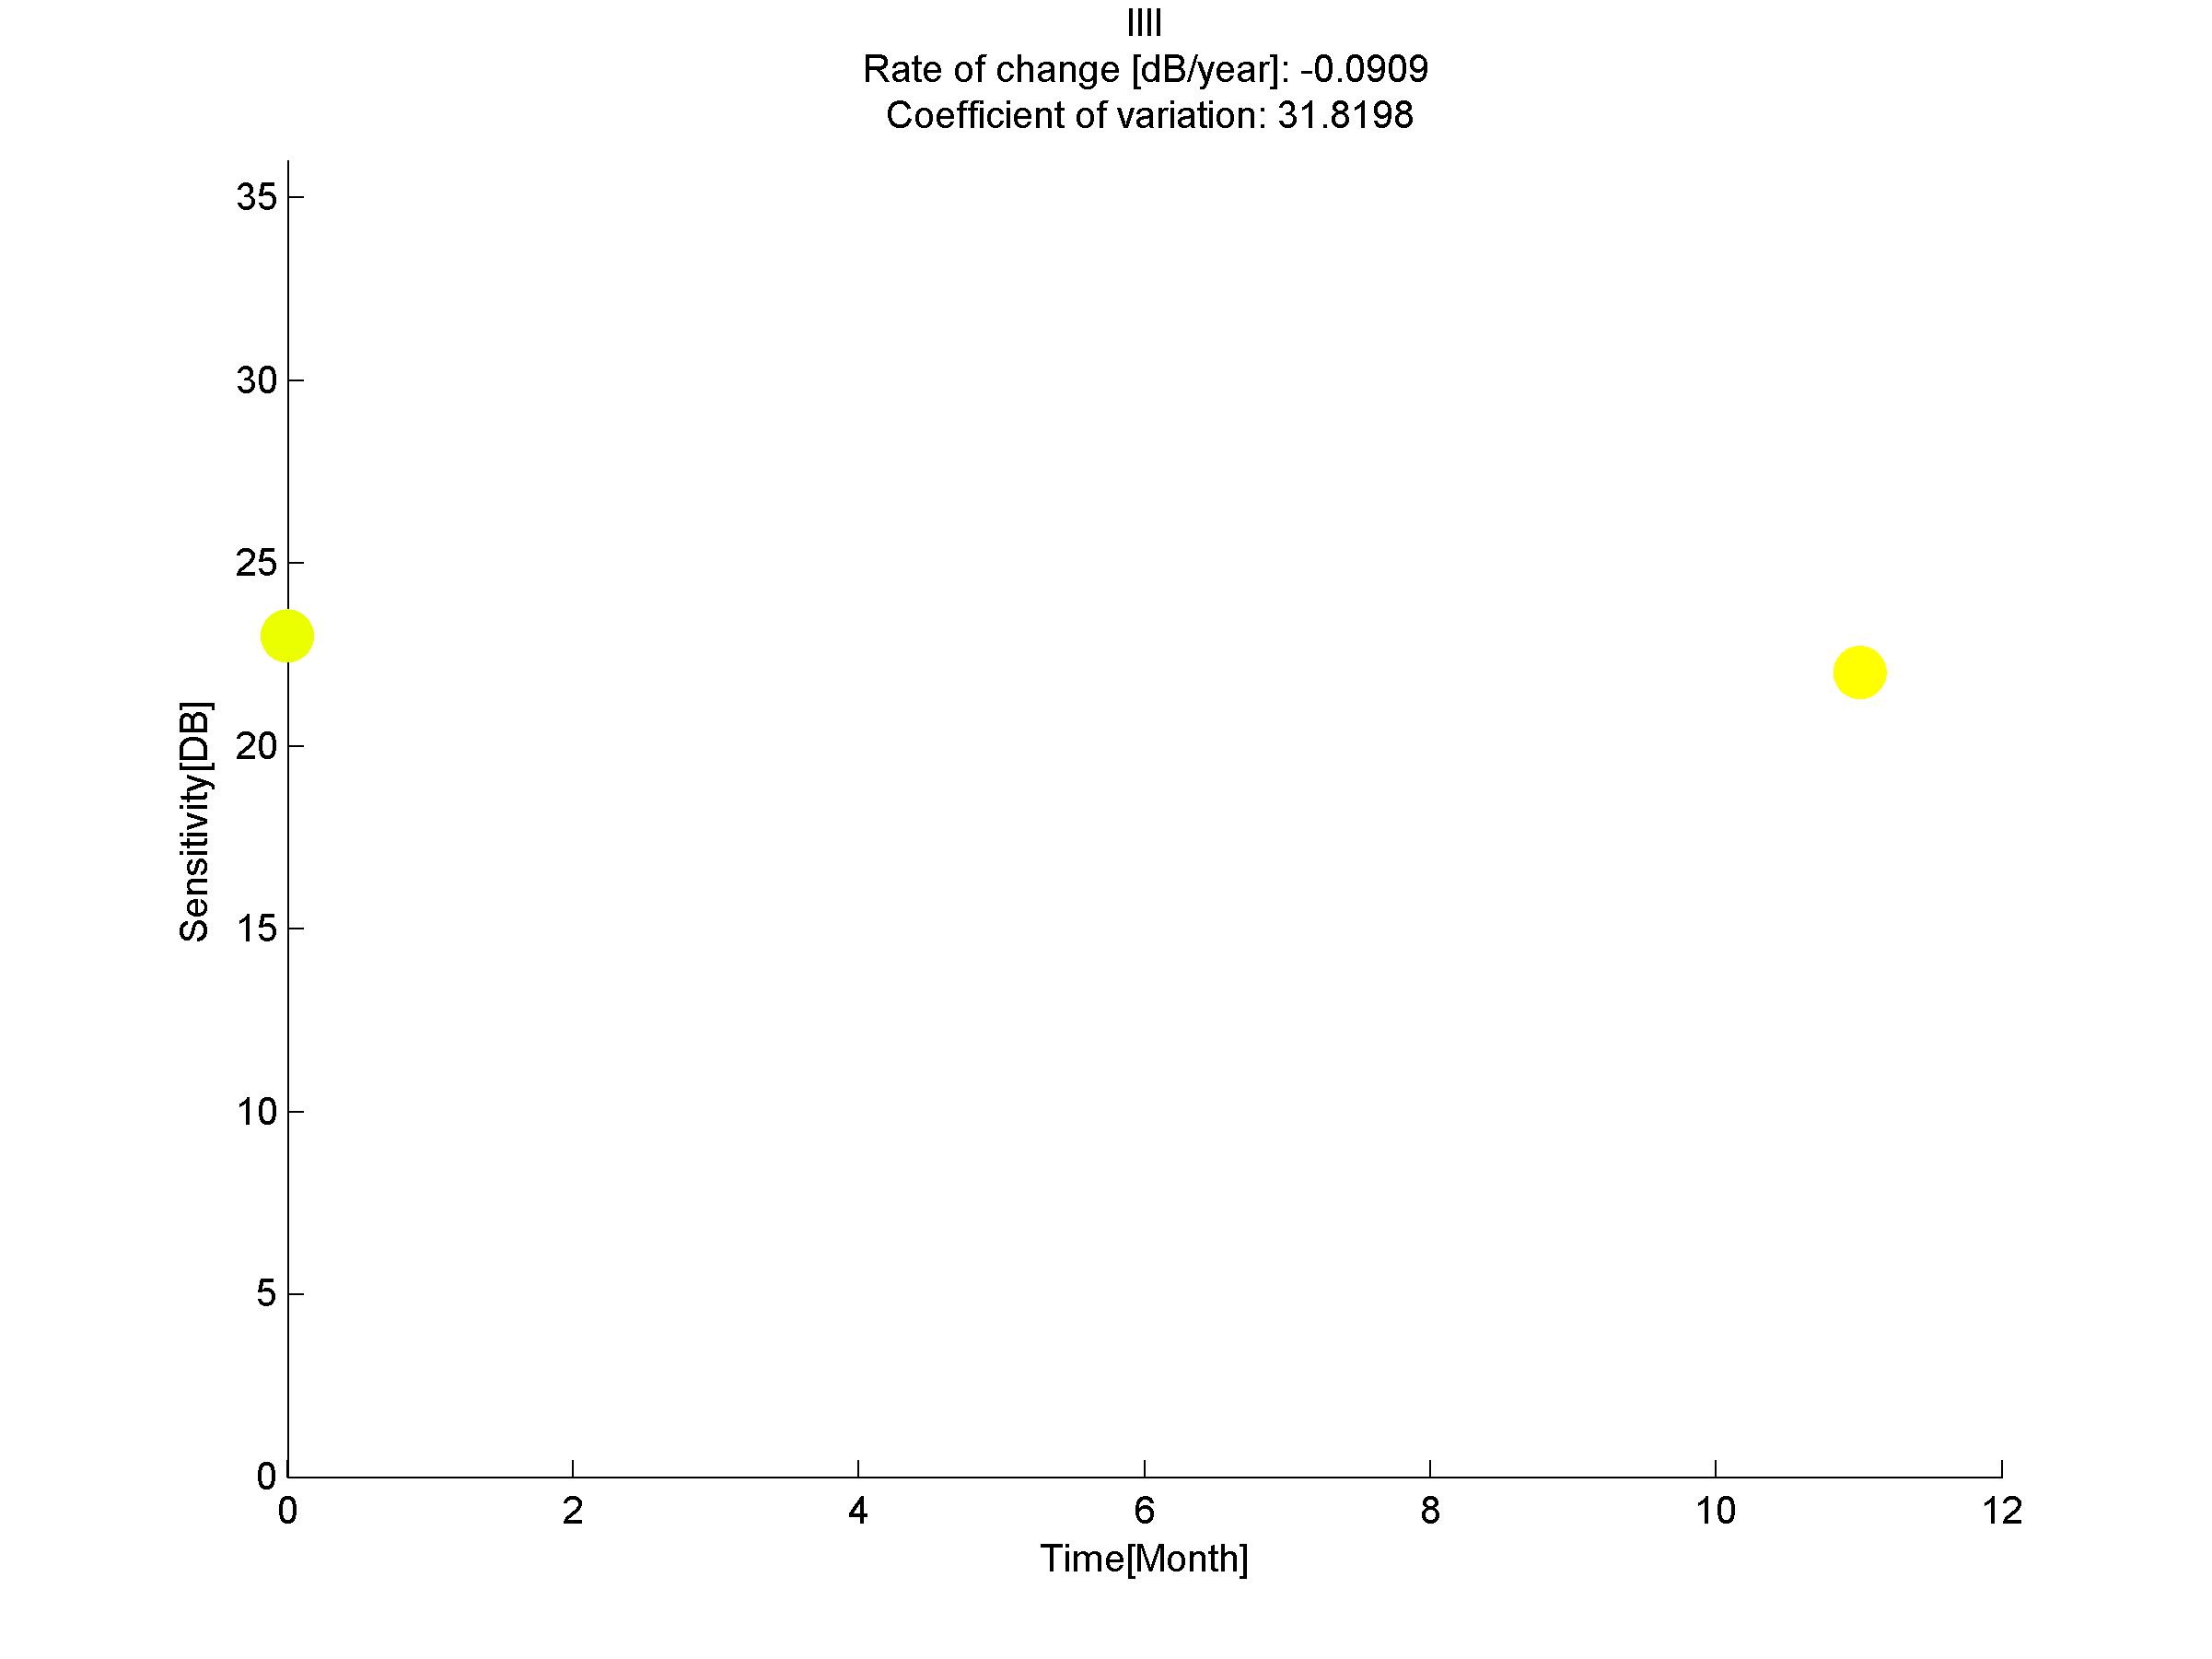 IIII
Rate of change [dB/year]: -0.0909
Coefficient of variation: 31.8198
35
30
25
20
15
10
5
0
Sensitivity[DB]
0 2 4 6 8 10 12
Time[Month]